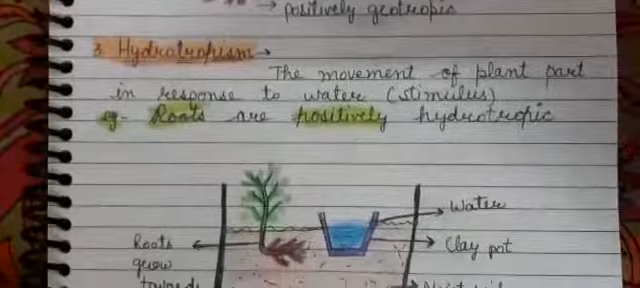 → positively geotropic
3. Hydrotropism →
The movement of plant part
in response to water (stimulus)
eg. Roots are positively hydrotropic
Water
Roots
grow
towards
Clay pot